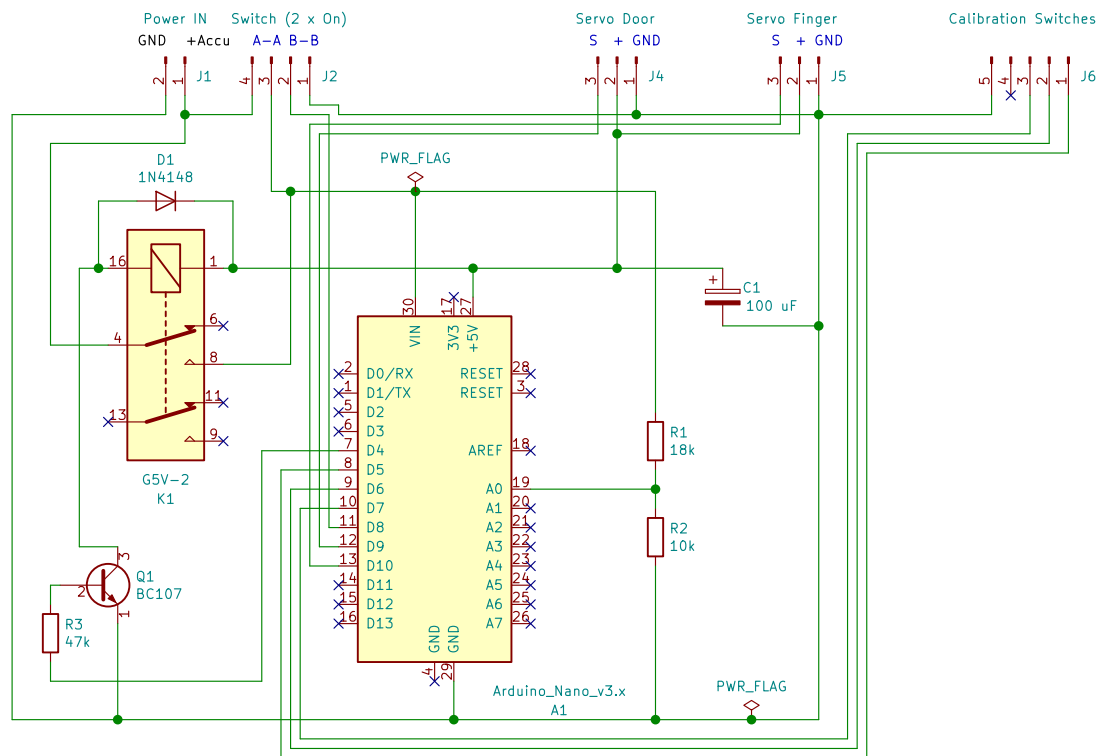 Power IN Switch (2 x On) Servo Door Servo Finger Calibration Switches
GND +Accu A-A B-B S + GND S + GND
2 1 J1 4 3 2 1 J2 3 2 1 J4 3 2 1 J5 5 4 3 2 1 J6
D1
1N4148
PWR_FLAG
16 1
6
4
8
11
13
9
G5V-2
K1
C1
100 uF
+
30 17 27
VIN 3V3 +5V
2 D0/RX RESET 28
1 D1/TX RESET 3
5 D2
6 D3
7 D4 AREF 18
8 D5
9 D6 A0 19
10 D7 A1 20
11 D8 A2 21
12 D9 A3 22
13 D10 A4 23
14 D11 A5 24
15 D12 A6 25
16 D13 A7 26
GND GND
4 29
R1
18k
R2
10k
3
Q1
BC107
2
1
R3
47k
Arduino_Nano_v3.x
A1
PWR_FLAG